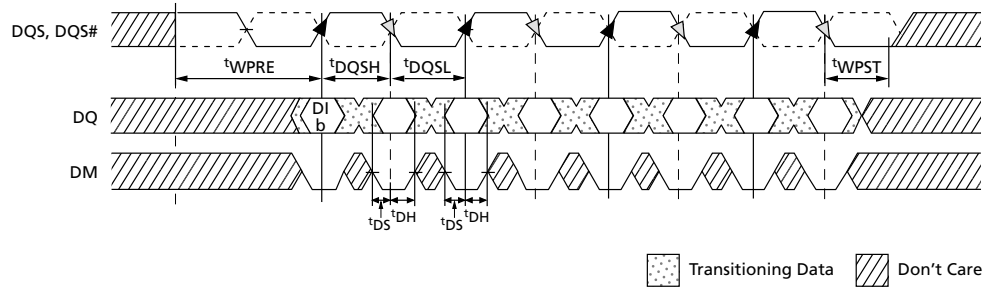 DQS, DQS#
tWPRE tDQSH tDQSL tWPST
DQ
DI
b
DM
tDS tDH tDS tDH
Transitioning Data Don't Care